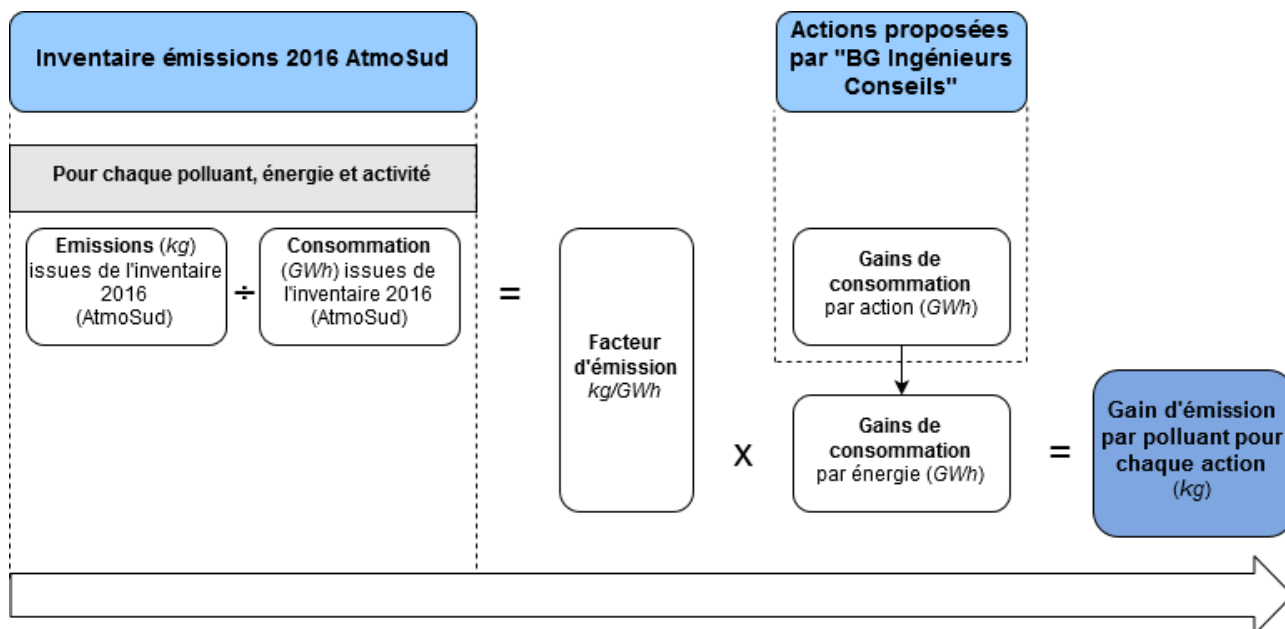 Inventaire émissions 2016 AtmoSud
Actions proposées
par "BG Ingénieurs
Conseils"
Pour chaque polluant, énergie et activité
Emissions (kg)
issues de l'inventaire
2016
(AtmoSud)
÷
Consommation
(GWh) issues de
l'inventaire 2016
(AtmoSud)
=
Facteur
d'émission
kg/GWh
Gains de
consommation
par action (GWh)
X
Gains de
consommation
par énergie (GWh)
=
Gain d'émission
par polluant pour
chaque action
(kg)